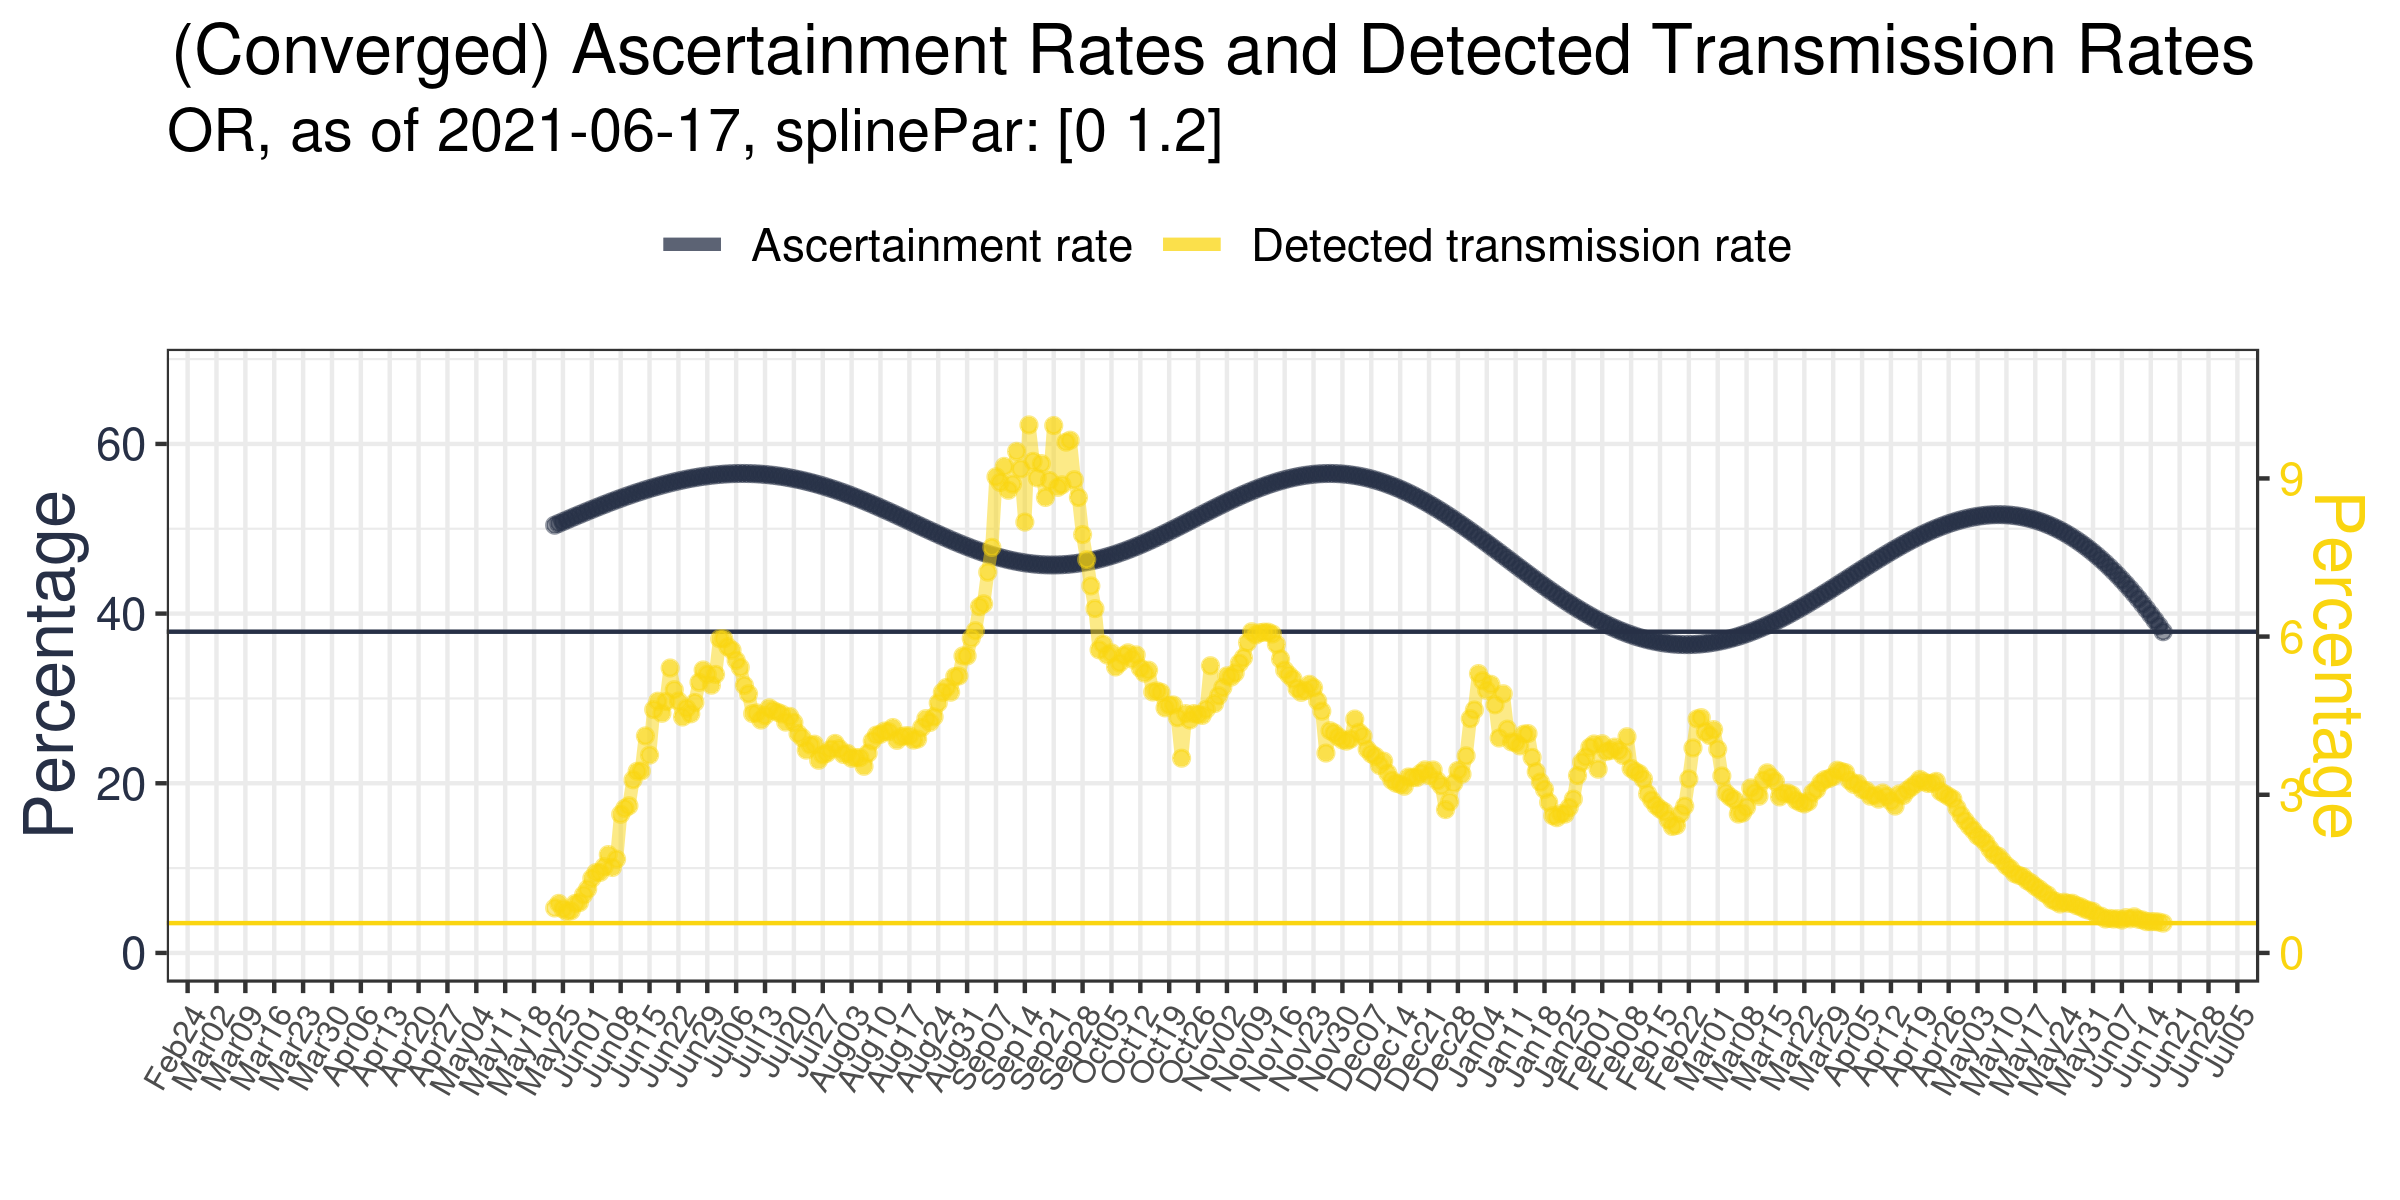 (Converged) Ascertainment Rates and Detected Transmission Rates
OR, as of 2021-06-17, splinePar: [0 1.2]
Ascertainment rate
Detected transmission rate
Percentage
60
40
20
0
9
6
3
0
Percentage
Feb24
Mar02
Mar09
Mar16
Mar23
Mar30
Apr06
Apr13
Apr20
Apr27
May04
May11
May18
May25
Jun01
Jun08
Jun15
Jun22
Jun29
Jul06
Jul13
Jul20
Jul27
Aug03
Aug10
Aug17
Aug24
Aug31
Sep07
Sep14
Sep21
Sep28
Oct05
Oct12
Oct19
Oct26
Nov02
Nov09
Nov16
Nov23
Nov30
Dec07
Dec14
Dec21
Dec28
Jan04
Jan11
Jan18
Jan25
Feb01
Feb08
Feb15
Feb22
Mar01
Mar08
Mar15
Mar22
Mar29
Apr05
Apr12
Apr19
Apr26
May03
May10
May17
May24
May31
Jun07
Jun14
Jun21
Jun28
Jul05